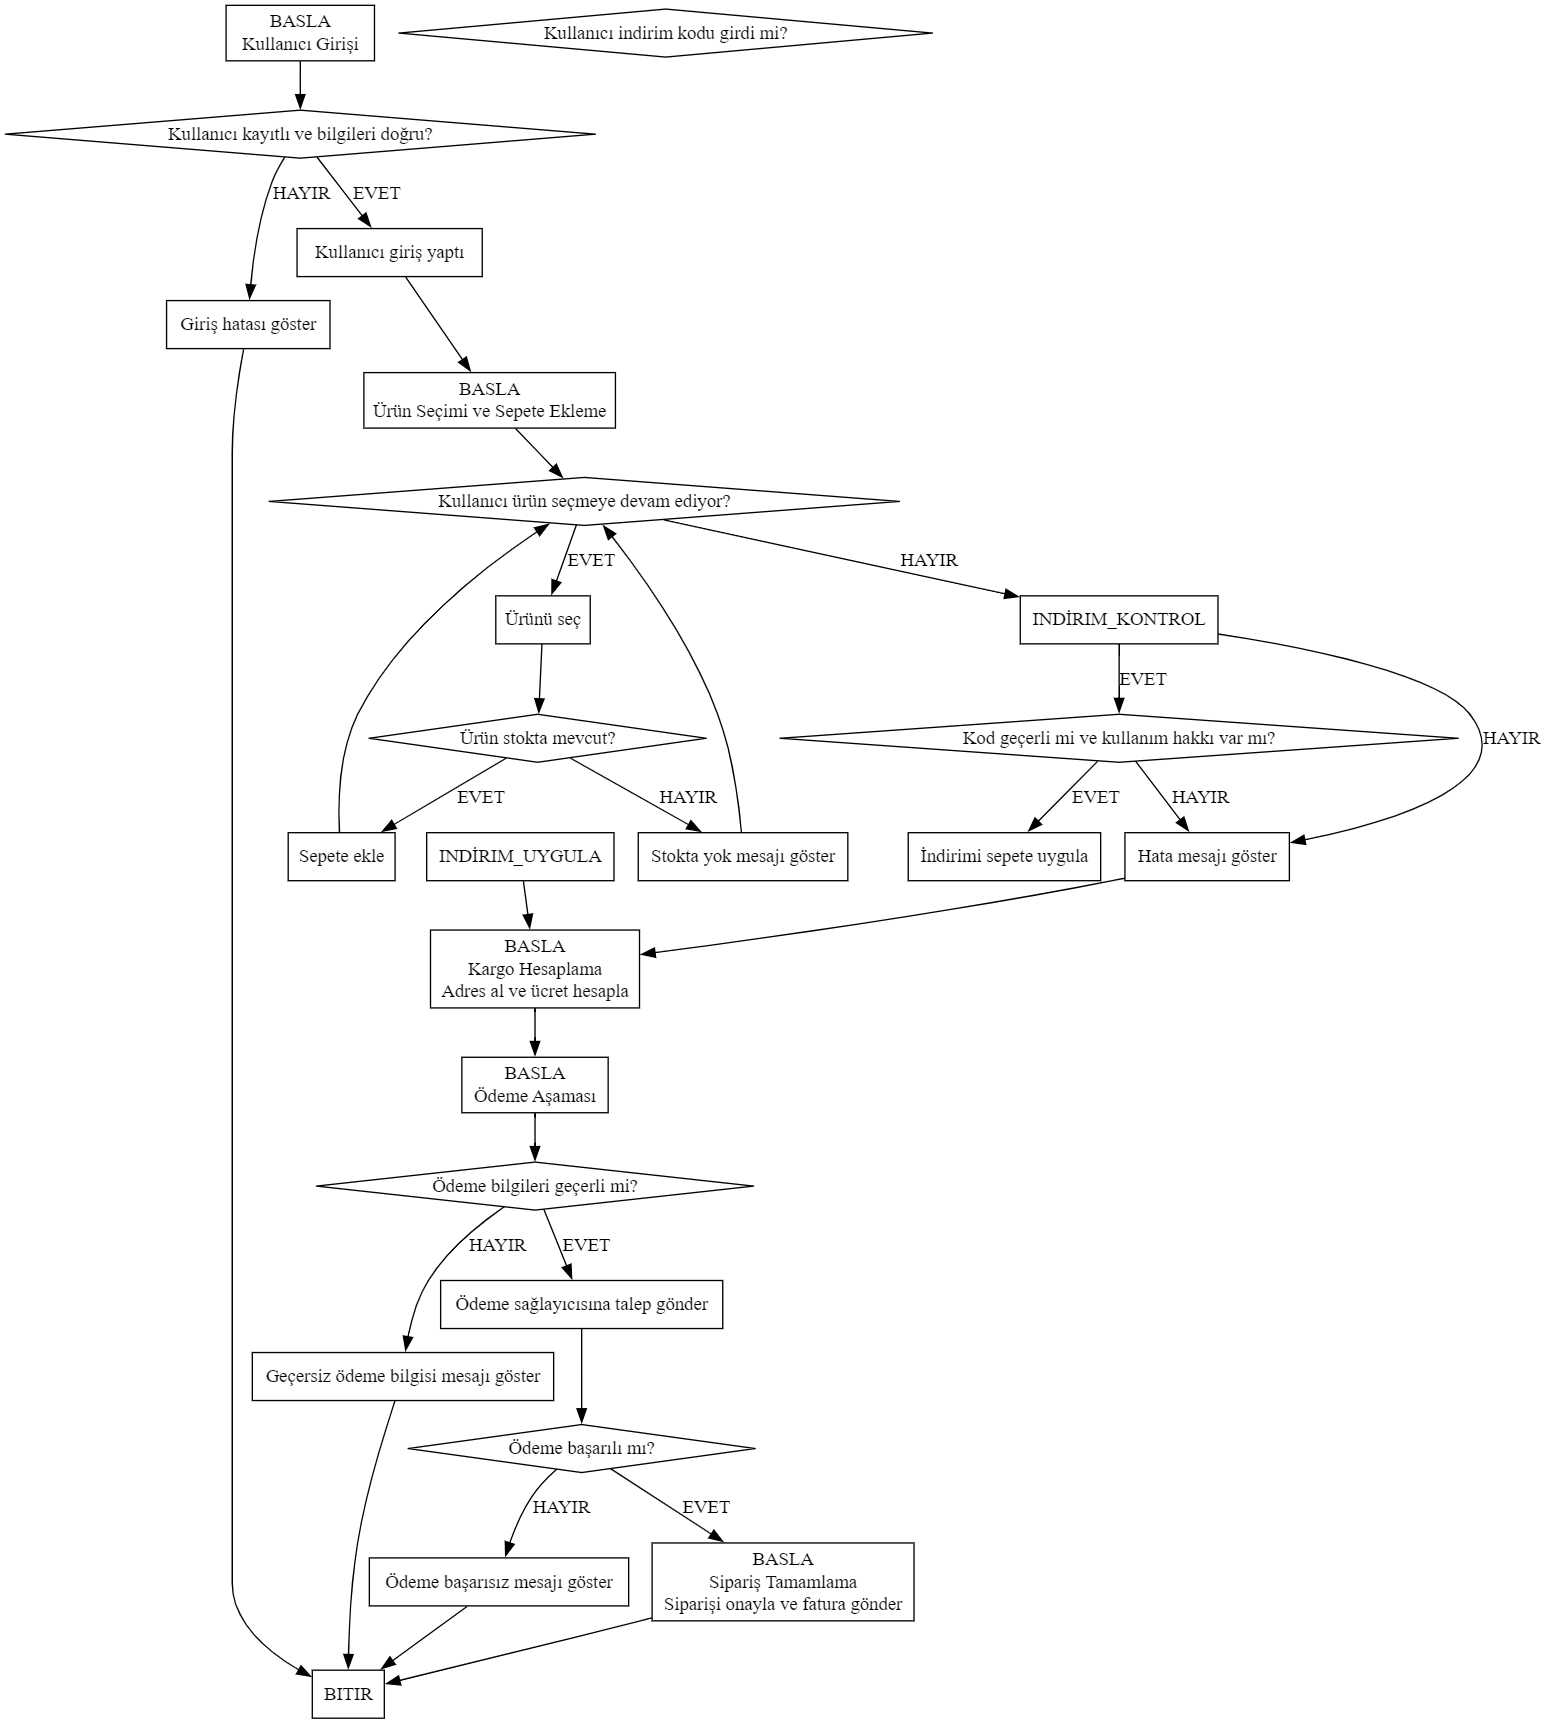 BASLA
Kullanıcı Girişi
Kullanıcı indirim kodu girdi mi?
Kullanıcı kayıtlı ve bilgileri doğru?
HAYIR
EVET
Kullanıcı giriş yaptı
Giriş hatası göster
BASLA
Ürün Seçimi ve Sepete Ekleme
Kullanıcı ürün seçmeye devam ediyor?
EVET
HAYIR
Ürünü seç
INDİRIM_KONTROL
EVET
Ürün stokta mevcut?
Kod geçerli mi ve kullanım hakkı var mı?
HAYIR
EVET
HAYIR
EVET
HAYIR
Sepete ekle
INDİRIM_UYGULA
Stokta yok mesajı göster
İndirimi sepete uygula
Hata mesajı göster
BASLA
Kargo Hesaplama
Adres al ve ücret hesapla
BASLA
Ödeme Aşaması
Ödeme bilgileri geçerli mi?
HAYIR
EVET
Ödeme sağlayıcısına talep gönder
Geçersiz ödeme bilgisi mesajı göster
Ödeme başarılı mı?
HAYIR
EVET
Ödeme başarısız mesajı göster
BASLA
Sipariş Tamamlama
Siparişi onayla ve fatura gönder
BITIR